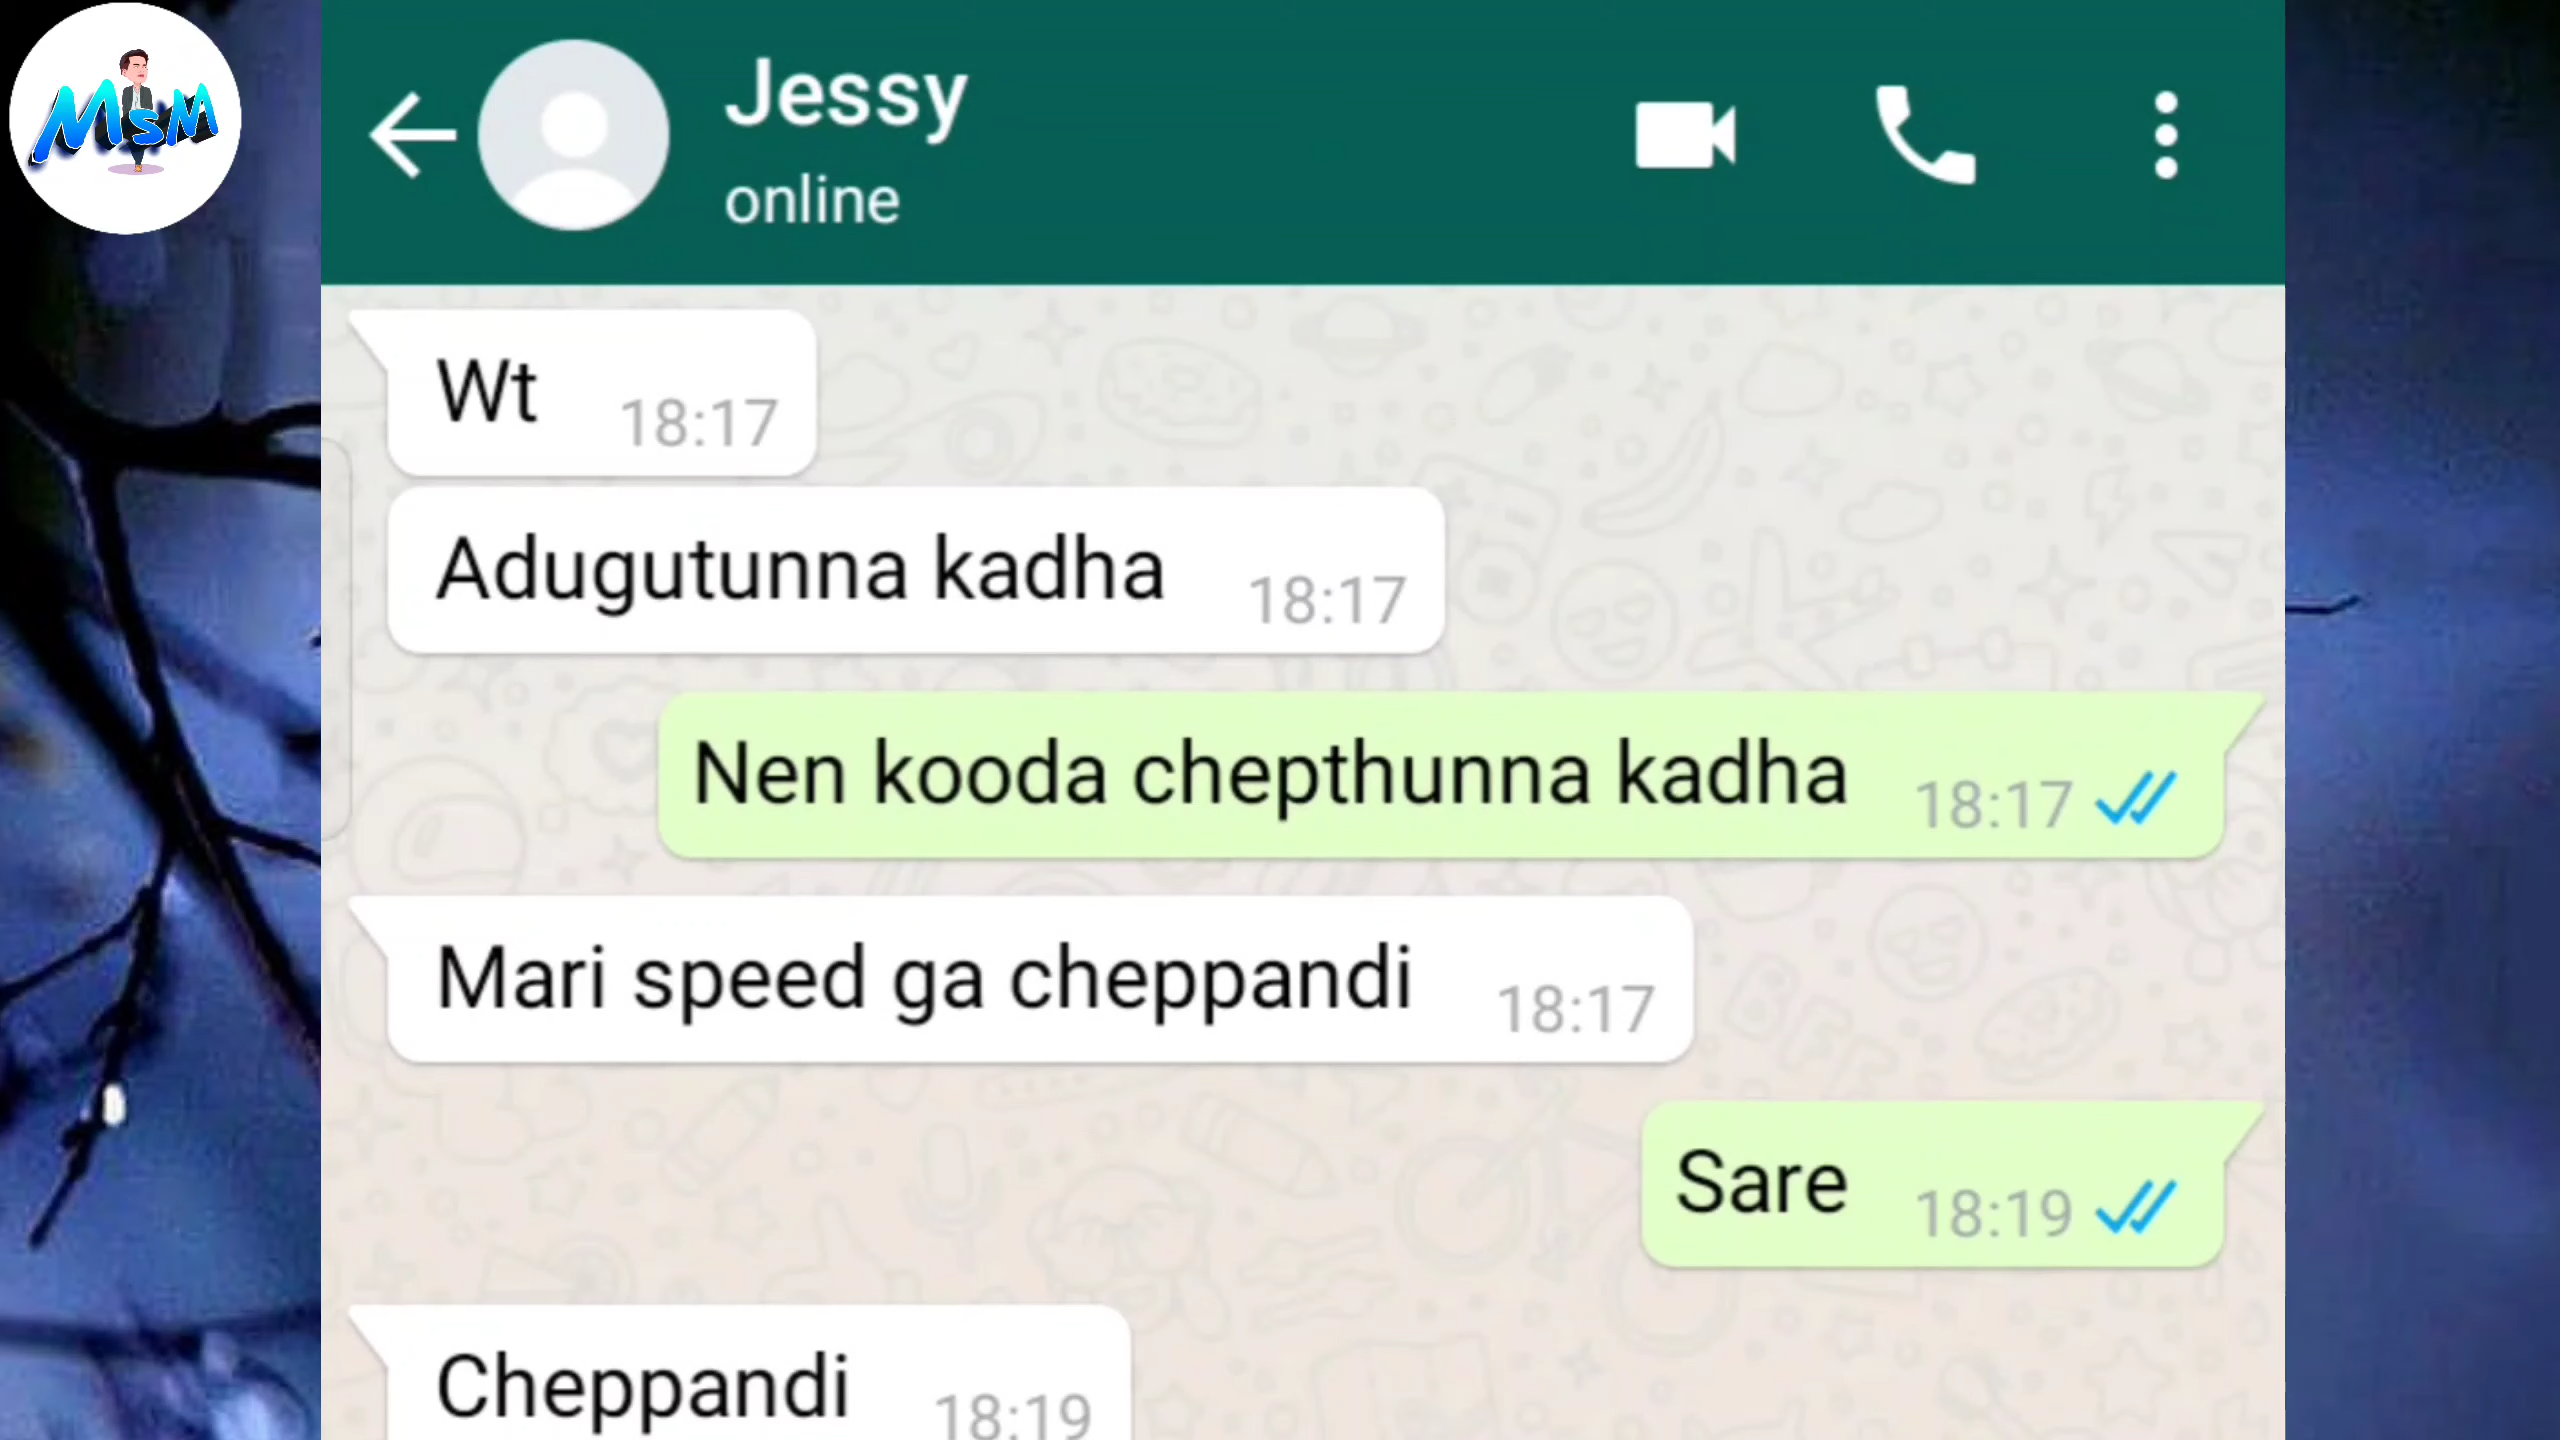 MsM
Jessy
online
Wt 18:17
Adugutunna kadha 18:17
Nen kooda chepthunna kadha 18:17
Mari speed ga cheppandi 18:17
Sare 18:19
Cheppandi 18:19